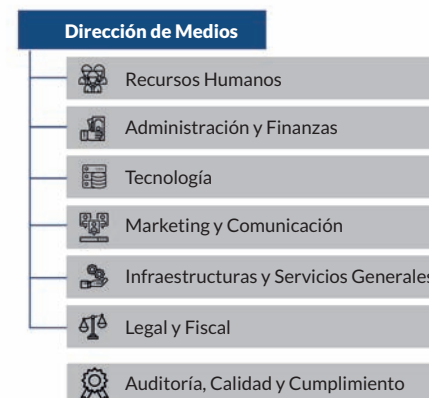 Dirección de Medios
Recursos Humanos
Administración y Finanzas
Tecnología
Marketing y Comunicación
Infraestructuras y Servicios Generales
Legal y Fiscal
Auditoría, Calidad y Cumplimiento